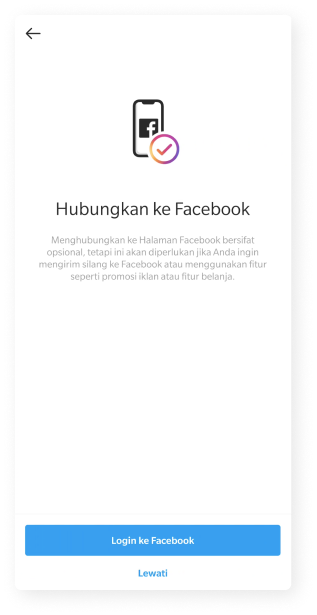 Hubungkan ke Facebook
Menghubungkan ke Halaman Facebook bersifat
opsional, tetapi ini akan diperlukan jika Anda ingin
mengirim silang ke Facebook atau menggunakan fitur
seperti promosi iklan atau fitur belanja.
Login ke Facebook
Lewati